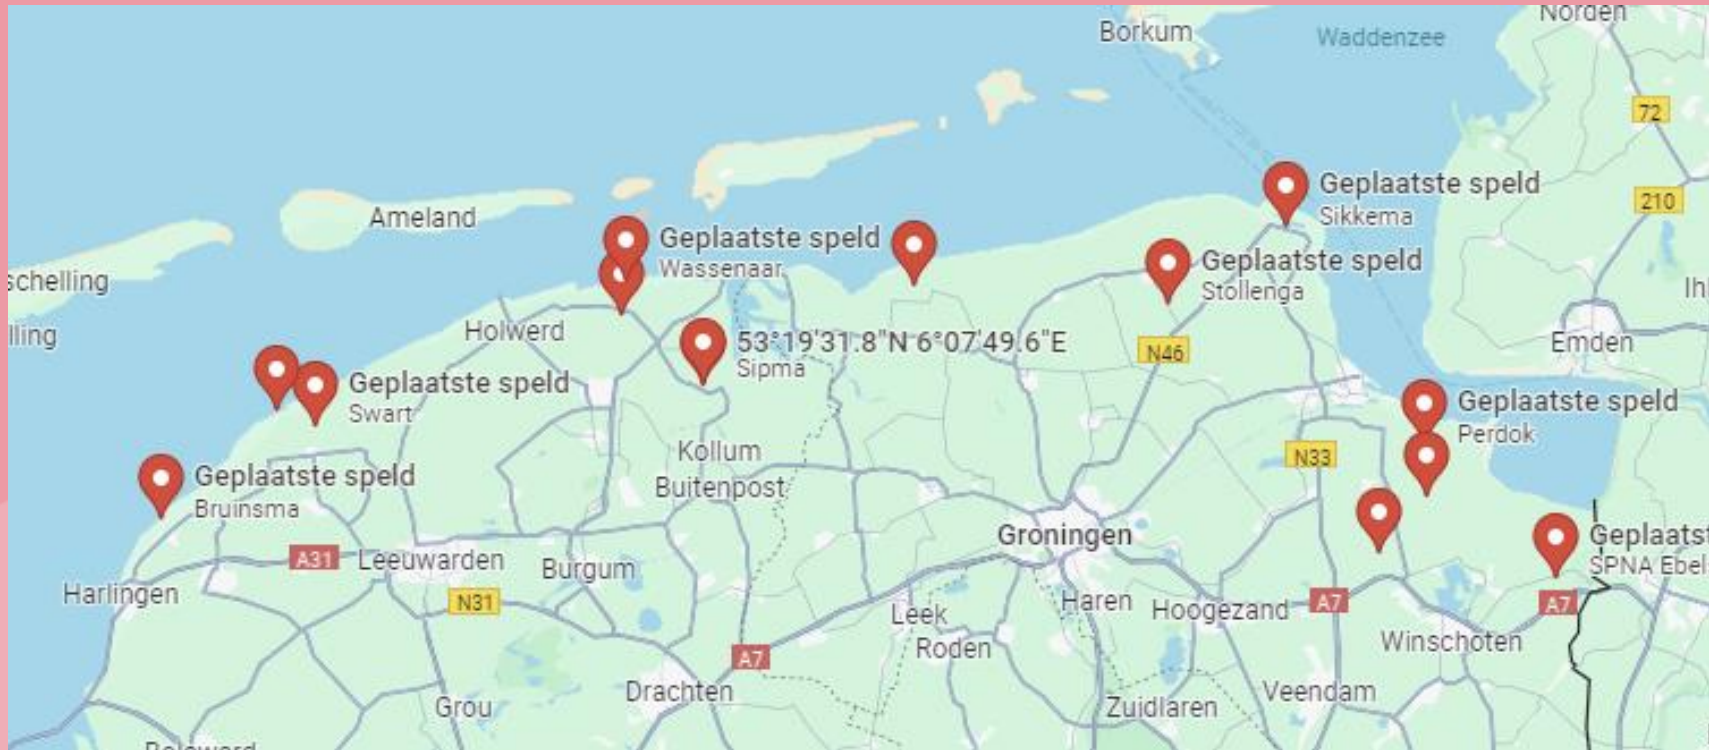 Norden
Borkum
Waddenzee
72
Geplaatste speld
Sikkema
210
Ameland
Geplaatste speld
Wassenaar
Geplaatste speld
Stollenga
schelling
lling
Holwerd
53°19'31.8"N 6°07'49.6"E
Sipma
N46
Emden
Geplaatste speld
Swart
Geplaatste speld
Perdok
Kollum
N33
Geplaatste speld
Bruinsma
Buitenpost
Groningen
Geplaatst
SPNA Ebel
A31
Leeuwarden
Burgum
Harlingen
N31
Leek
Haren
Hoogezand
A7
A7
Roden
Winschoten
A7
Drachten
Veendam
Grou
Zuidlaren